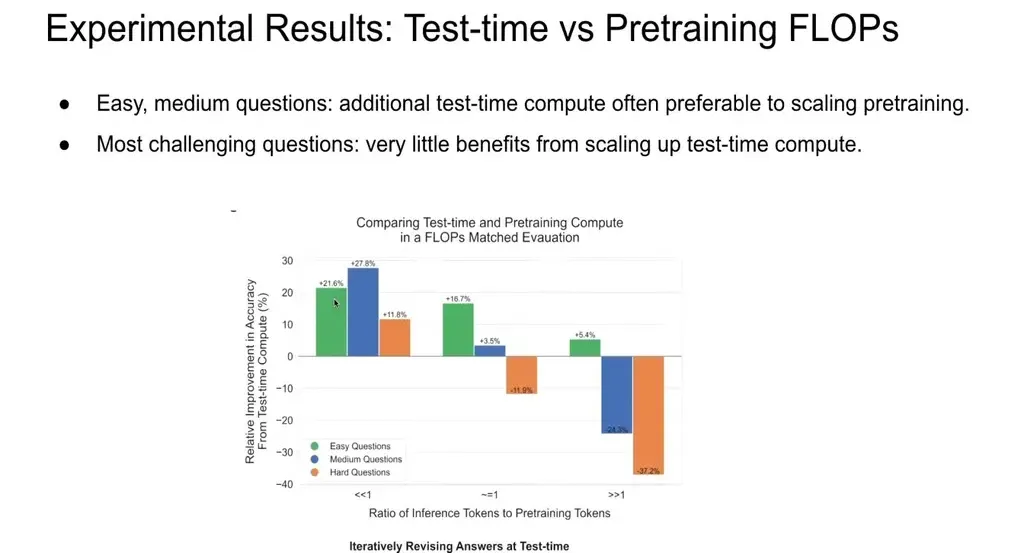 Experimental Results: Test-time vs Pretraining FLOPs
● Easy, medium questions: additional test-time compute often preferable to scaling pretraining.
● Most challenging questions: very little benefits from scaling up test-time compute.
Comparing Test-time and Pretraining Compute
in a FLOPs Matched Evauation
Relative Improvement in Accuracy
From Test-time Compute (%)
30
20
10
0
−10
−20
−30
−40
+21.6%
+27.8%
+11.8%
+16.7%
+3.5%
-11.9%
+5.4%
-24.3%
-37.2%
Easy Questions
Medium Questions
Hard Questions
<<1
~=1
>>1
Ratio of Inference Tokens to Pretraining Tokens
Iteratively Revising Answers at Test-time